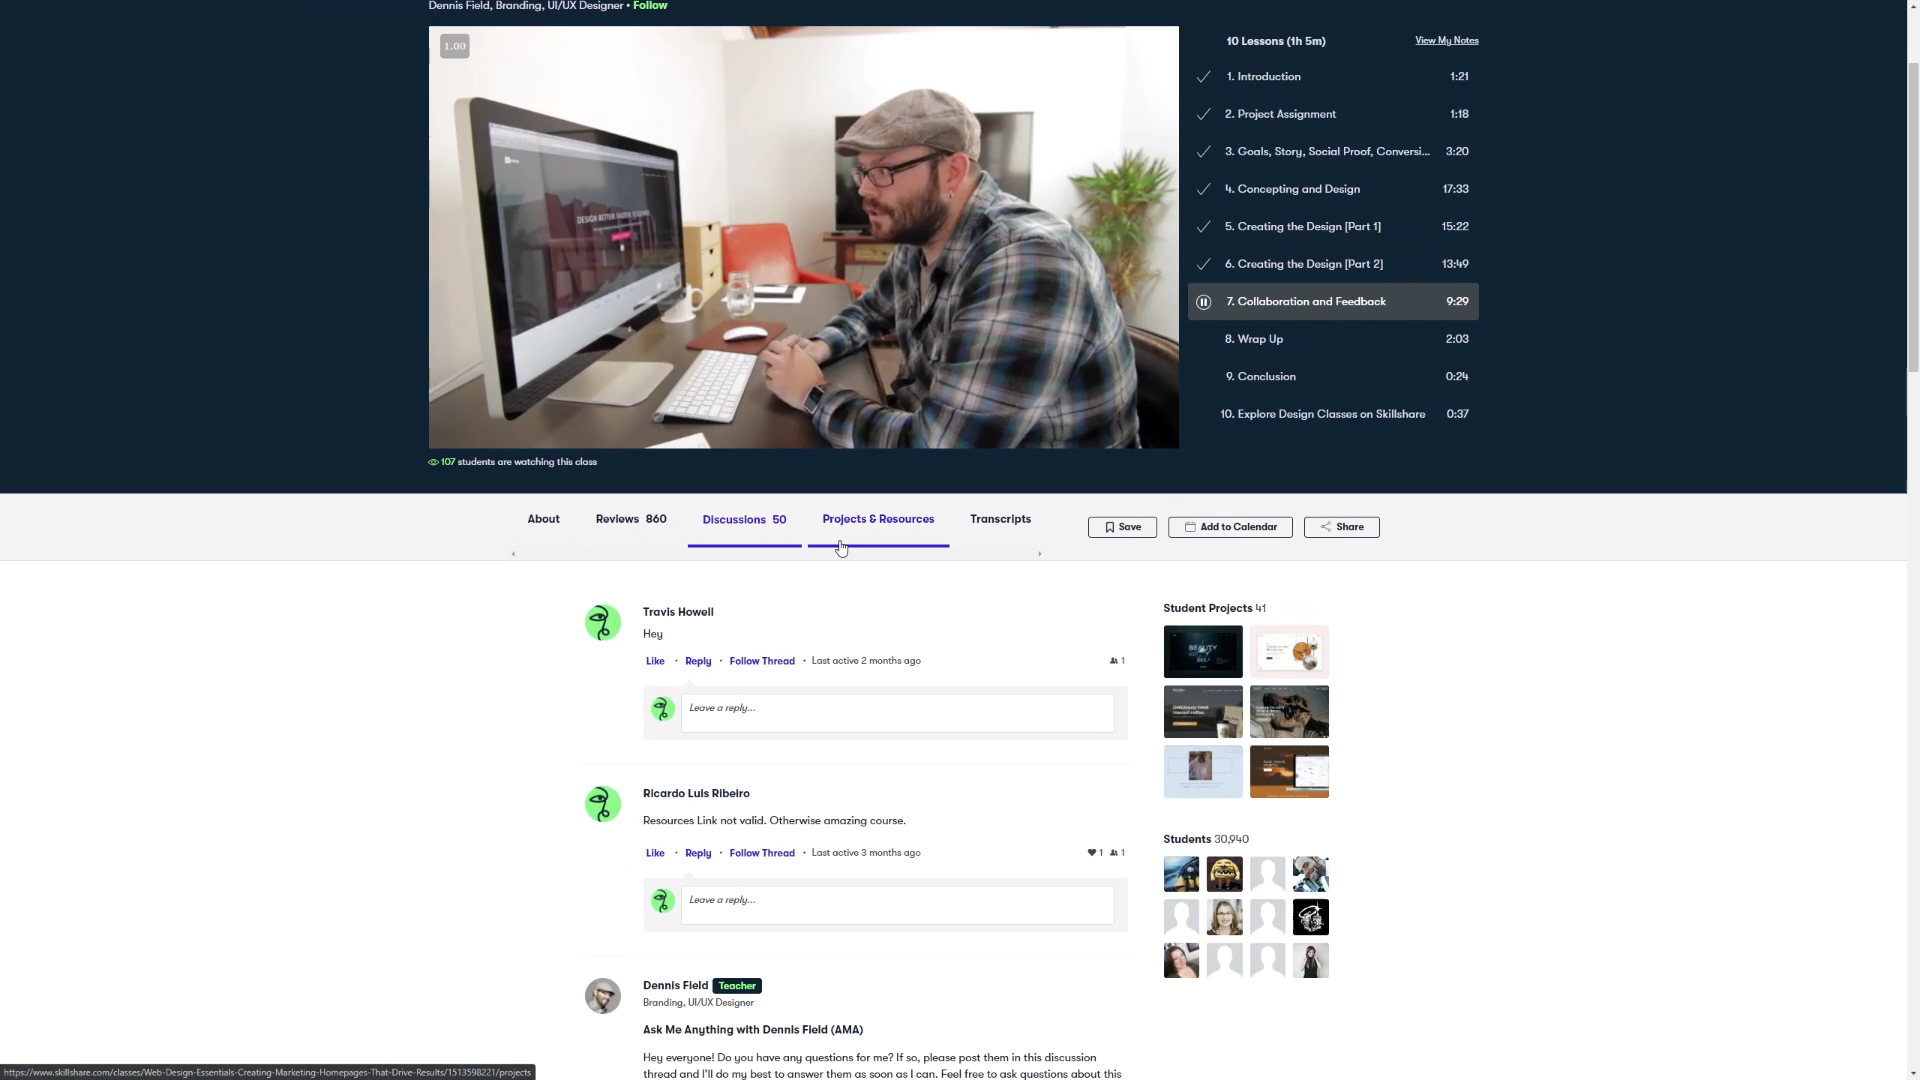 Dennis Field, Branding, UI/UX Designer • Follow
1.00
DESIGN BETTER. FASTER. TOGETHER.
10 Lessons (1h 5m)
View My Notes
1. Introduction 1:21
2. Project Assignment 1:18
3. Goals, Story, Social Proof, Conversi... 3:20
4. Concepting and Design 17:33
5. Creating the Design [Part 1] 15:22
6. Creating the Design [Part 2] 13:49
7. Collaboration and Feedback 9:29
8. Wrap Up 2:03
9. Conclusion 0:24
10. Explore Design Classes on Skillshare 0:37
107 students are watching this class
About Reviews 860 Discussions 50 Projects & Resources Transcripts Save Add to Calendar Share
Travis Howell
Hey
Like · Reply · Follow Thread · Last active 2 months ago 1
Leave a reply...
Ricardo Luis Ribeiro
Resources Link not valid. Otherwise amazing course.
Like · Reply · Follow Thread · Last active 3 months ago 1 1
Leave a reply...
Dennis Field Teacher
Branding, UI/UX Designer
Ask Me Anything with Dennis Field (AMA)
Hey everyone! Do you have any questions for me? If so, please post them in this discussion
thread and I'll do my best to answer them as soon as I can. Feel free to ask questions about this
Student Projects 41
BEAUTY
Students 30,940
https://www.skillshare.com/classes/Web-Design-Essentials-Creating-Marketing-Homepages-That-Drive-Results/1513598221/projects